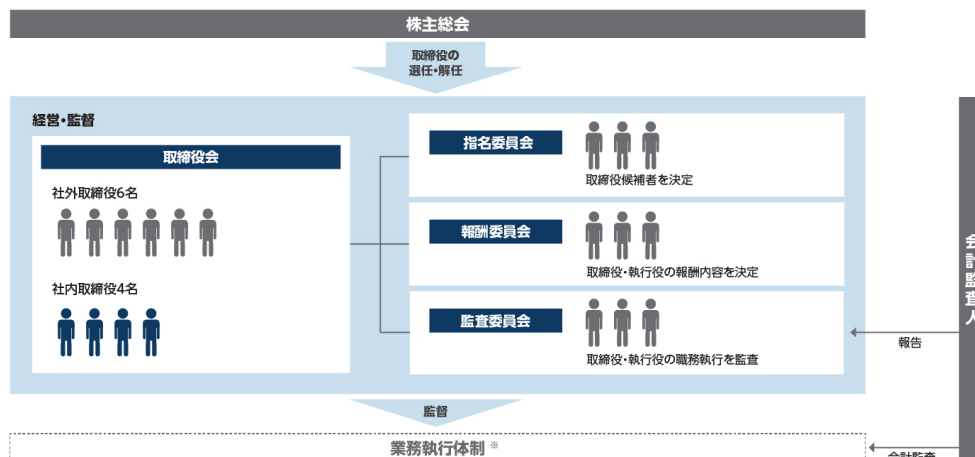 株主総会
取締役の
選任・解任
経営・監督
取締役会
社外取締役6名
社内取締役4名
指名委員会
取締役候補者を決定
報酬委員会
取締役・執行役の報酬内容を決定
監査委員会
取締役・執行役の職務執行を監査
会計監査人
報告
監督
業務執行体制 ※
会計監査